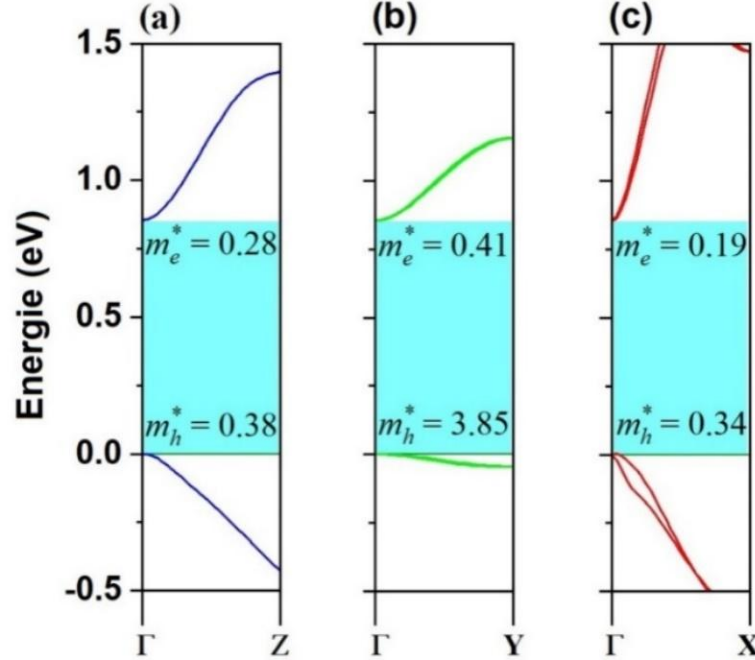 (a) (b) (c)
Energie (eV)
1.5
1.0
0.5
0.0
-0.5
m*e = 0.28
m*h = 0.38
Γ Z
m*e = 0.41
m*h = 3.85
Γ Y
m*e = 0.19
m*h = 0.34
Γ X